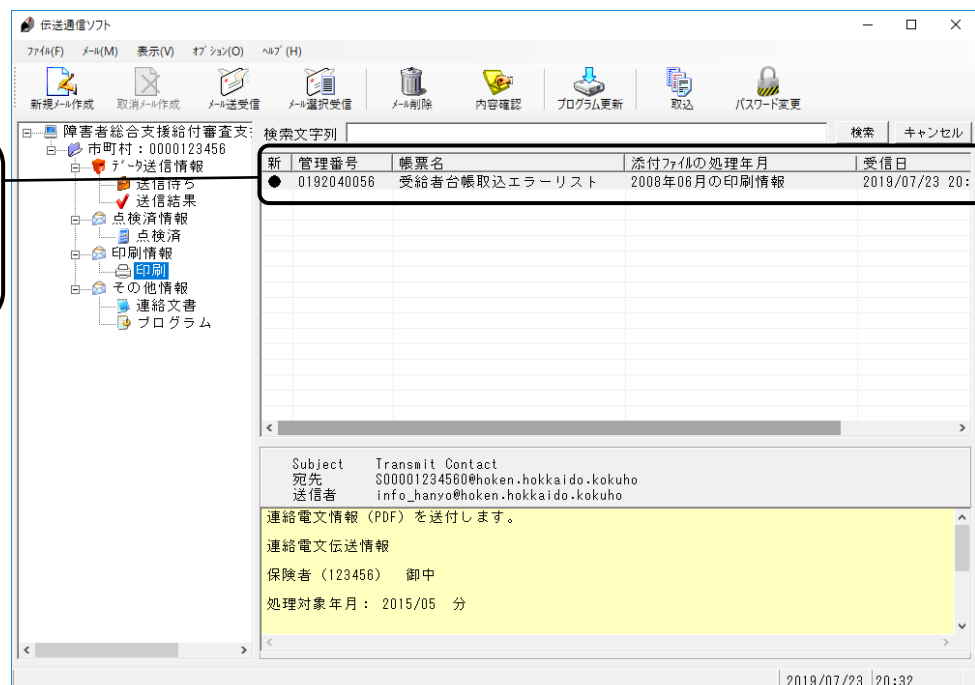 伝送通信ソフト
ファイル(F) メール(M) 表示(V) オプション(O) ヘルプ(H)
新規メール作成 取消メール作成 メール送受信 メール選択受信 メール削除 内容確認 プログラム更新 取込 パスワード変更
障害者総合支援給付審査支
市町村：0000123456
データ送信情報
送信待ち
送信結果
点検済情報
点検済
印刷情報
印刷
その他情報
連絡文書
プログラム
検索文字列 検索 キャンセル
新 管理番号 帳票名 添付ファイルの処理年月 受信日
● 0192040056 受給者台帳取込エラーリスト 2008年06月の印刷情報 2019/07/23 20:
Subject Transmit Contact
宛先 S00001234560@hoken.hokkaido.kokuho
送信者 info_hanyo@hoken.hokkaido.kokuho
連絡電文情報（PDF）を送付します。
連絡電文伝送情報
保険者（123456） 御中
処理対象年月： 2015/05 分
2019/07/23 20:32